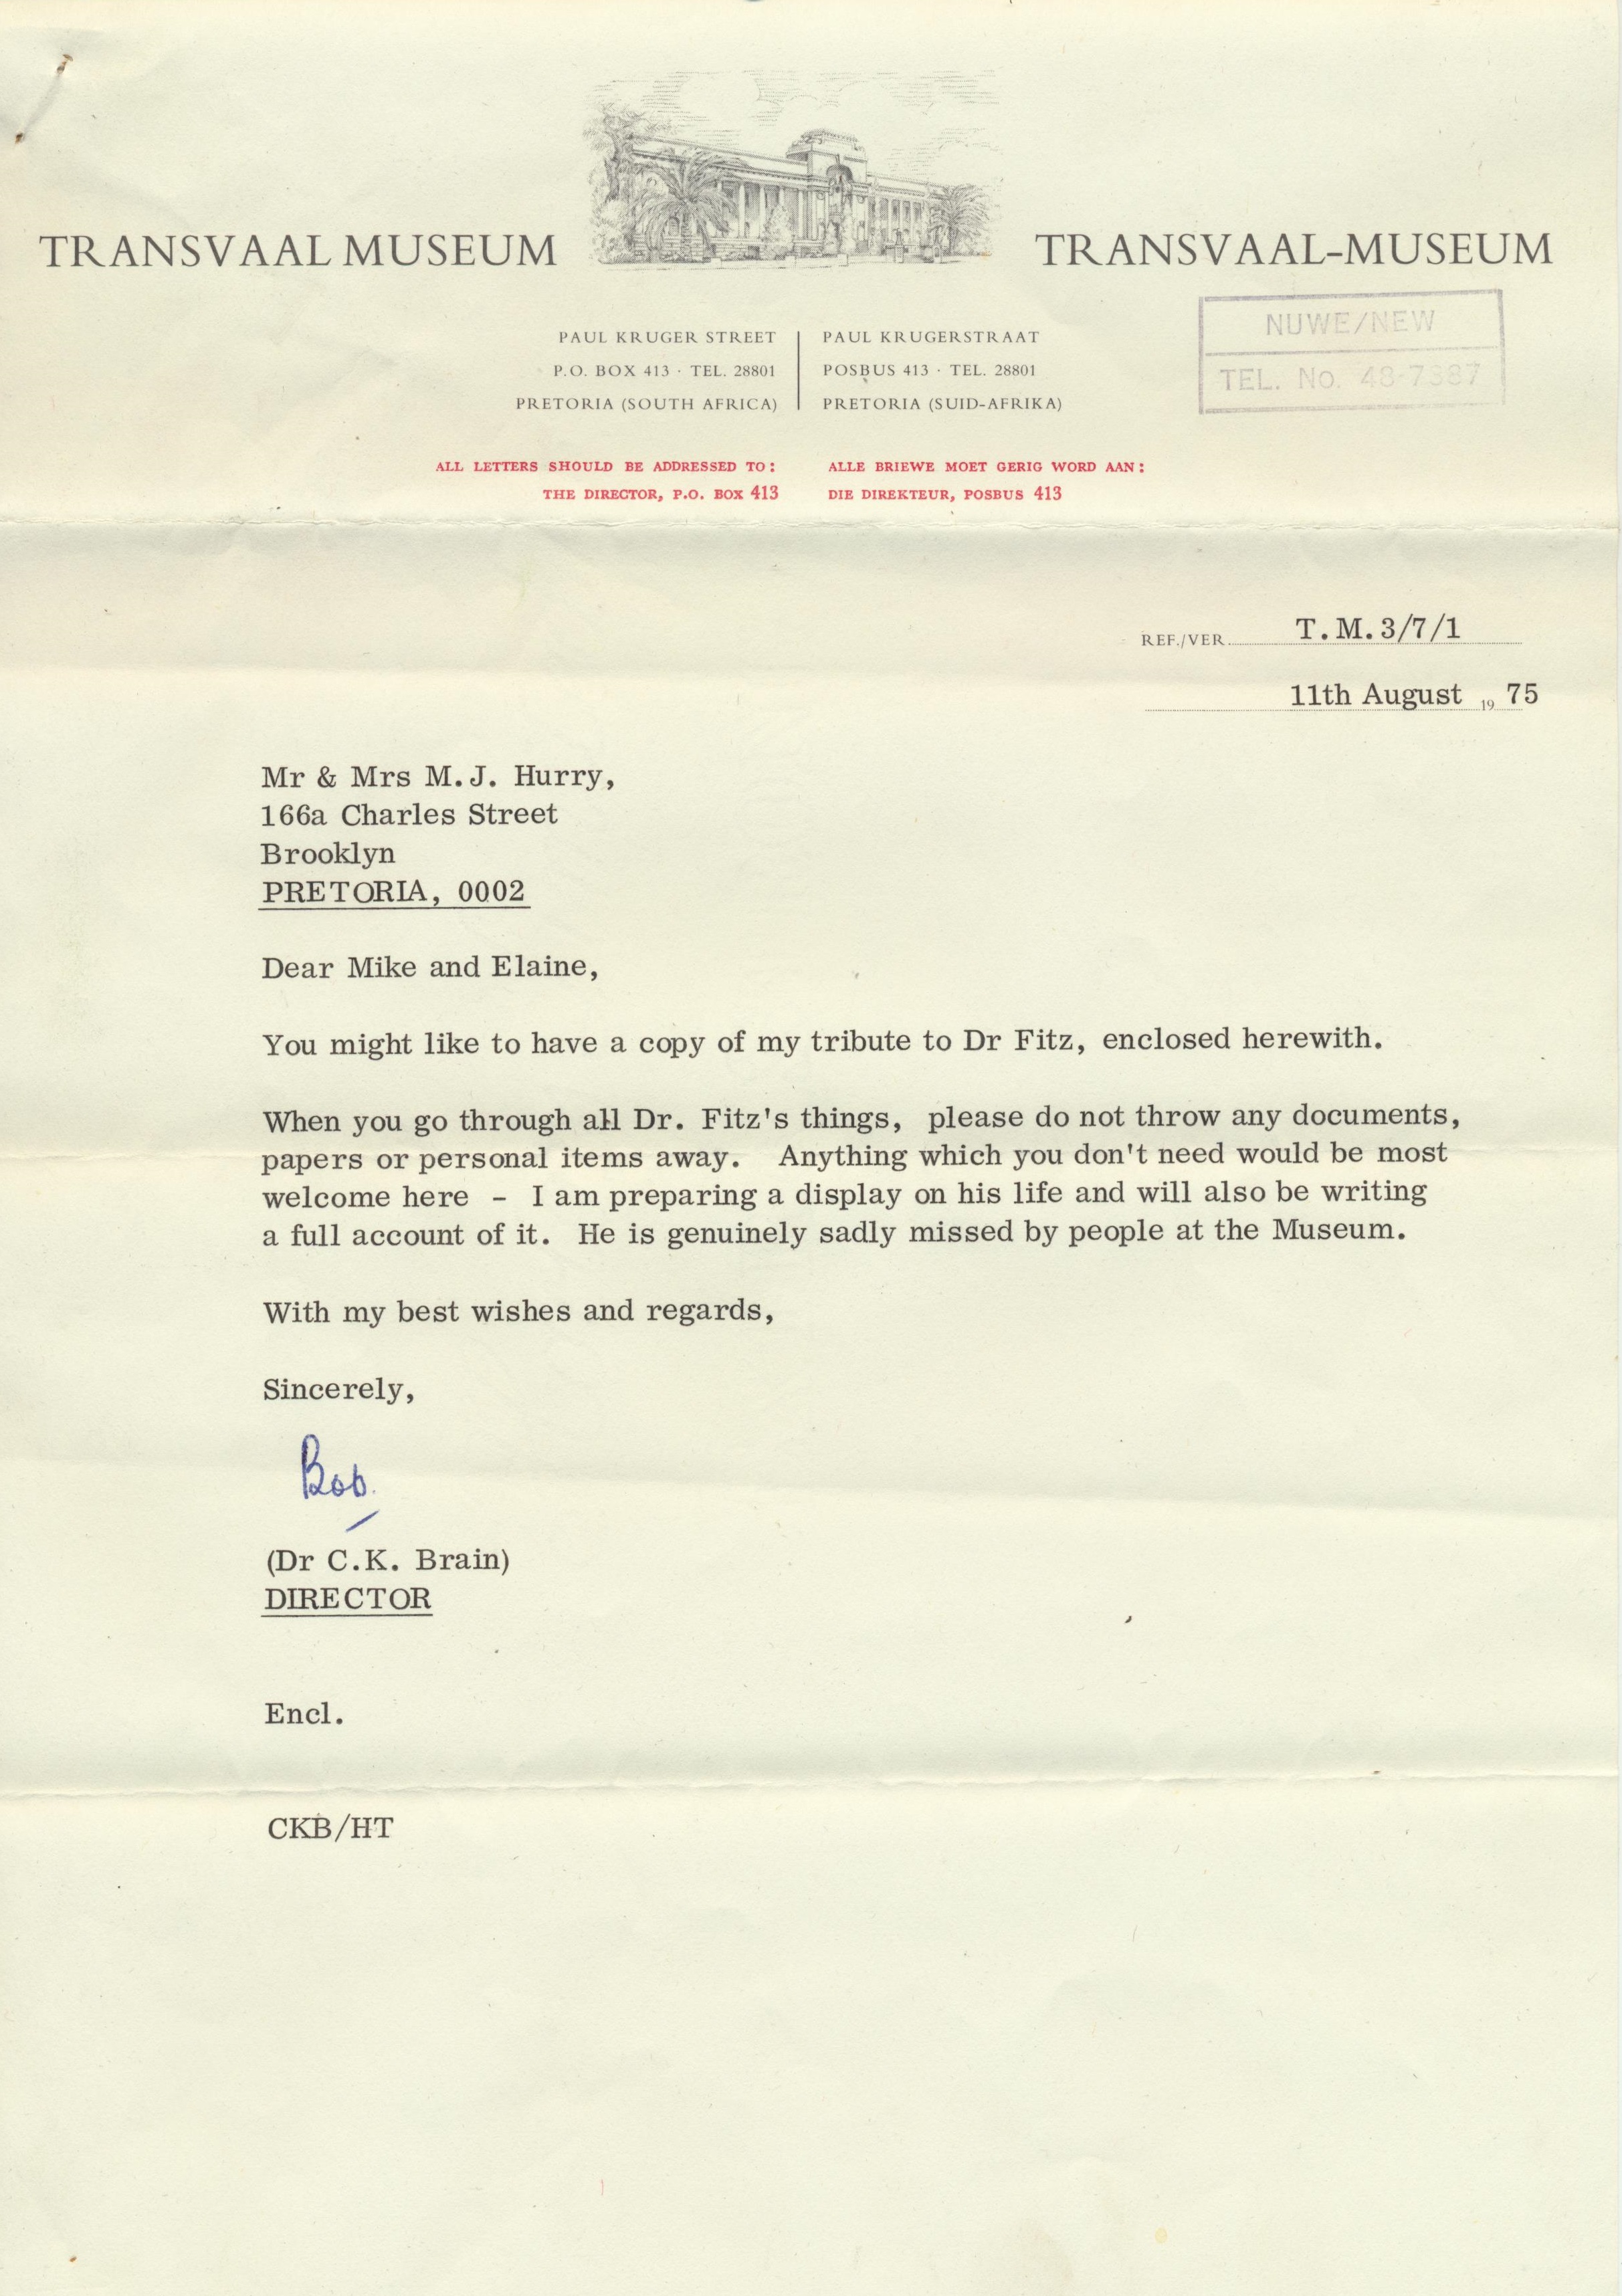 TRANSVAAL MUSEUM
TRANSVAAL-MUSEUM
PAUL KRUGER STREET
P.O. BOX 413 · TEL. 28801
PRETORIA (SOUTH AFRICA)
PAUL KRUGERSTRAAT
POSBUS 413 · TEL. 28801
PRETORIA (SUID-AFRIKA)
NUWE/NEW
TEL. No. 48-7387
ALL LETTERS SHOULD BE ADDRESSED TO:
THE DIRECTOR, P.O. BOX 413
ALLE BRIEWE MOET GERIG WORD AAN:
DIE DIREKTEUR, POSBUS 413
REF./VER. T.M.3/7/1
11th August 19 75
Mr & Mrs M.J. Hurry,
166a Charles Street
Brooklyn
PRETORIA, 0002
Dear Mike and Elaine,
You might like to have a copy of my tribute to Dr Fitz, enclosed herewith.
When you go through all Dr. Fitz's things, please do not throw any documents,
papers or personal items away. Anything which you don't need would be most
welcome here - I am preparing a display on his life and will also be writing
a full account of it. He is genuinely sadly missed by people at the Museum.
With my best wishes and regards,
Sincerely,
Bob.
(Dr C.K. Brain)
DIRECTOR
Encl.
CKB/HT